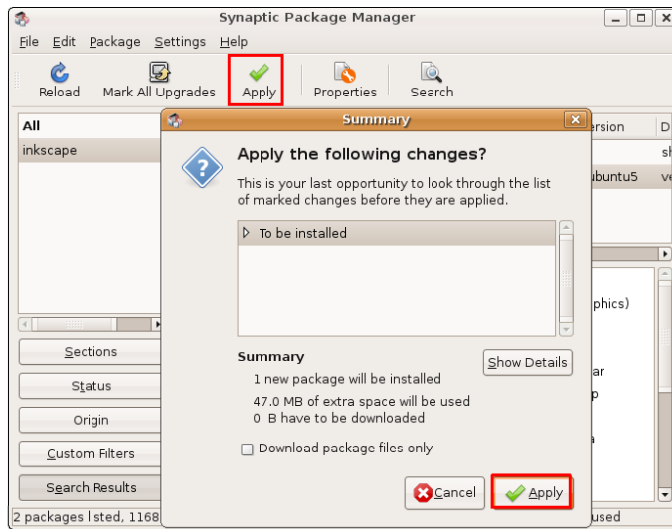 Synaptic Package Manager
File Edit Package Settings Help
Reload Mark All Upgrades Apply Properties Search
All
inkscape
Sections
Status
Origin
Custom Filters
Search Results
2 packages listed, 1168
Summary
Apply the following changes?
This is your last opportunity to look through the list
of marked changes before they are applied.
To be installed
Summary
Show Details
1 new package will be installed
47.0 MB of extra space will be used
0 B have to be downloaded
Download package files only
Cancel Apply
ersion D
sl
ubuntu5 ve
phics)
ar
p
used